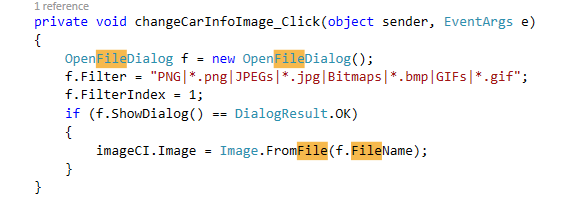 1 reference
private void changeCarInfoImage_Click(object sender, EventArgs e)
{
OpenFileDialog f = new OpenFileDialog();
f.Filter = "PNG|*.png|JPEGs|*.jpg|Bitmaps|*.bmp|GIFs|*.gif";
f.FilterIndex = 1;
if (f.ShowDialog() == DialogResult.OK)
{
imageCI.Image = Image.FromFile(f.FileName);
}
}